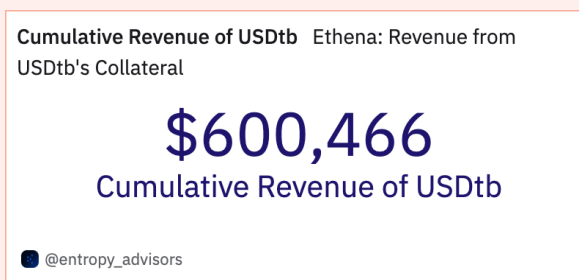 Cumulative Revenue of USDtb Ethena: Revenue from
USDtb's Collateral
$600,466
Cumulative Revenue of USDtb
@entropy_advisors